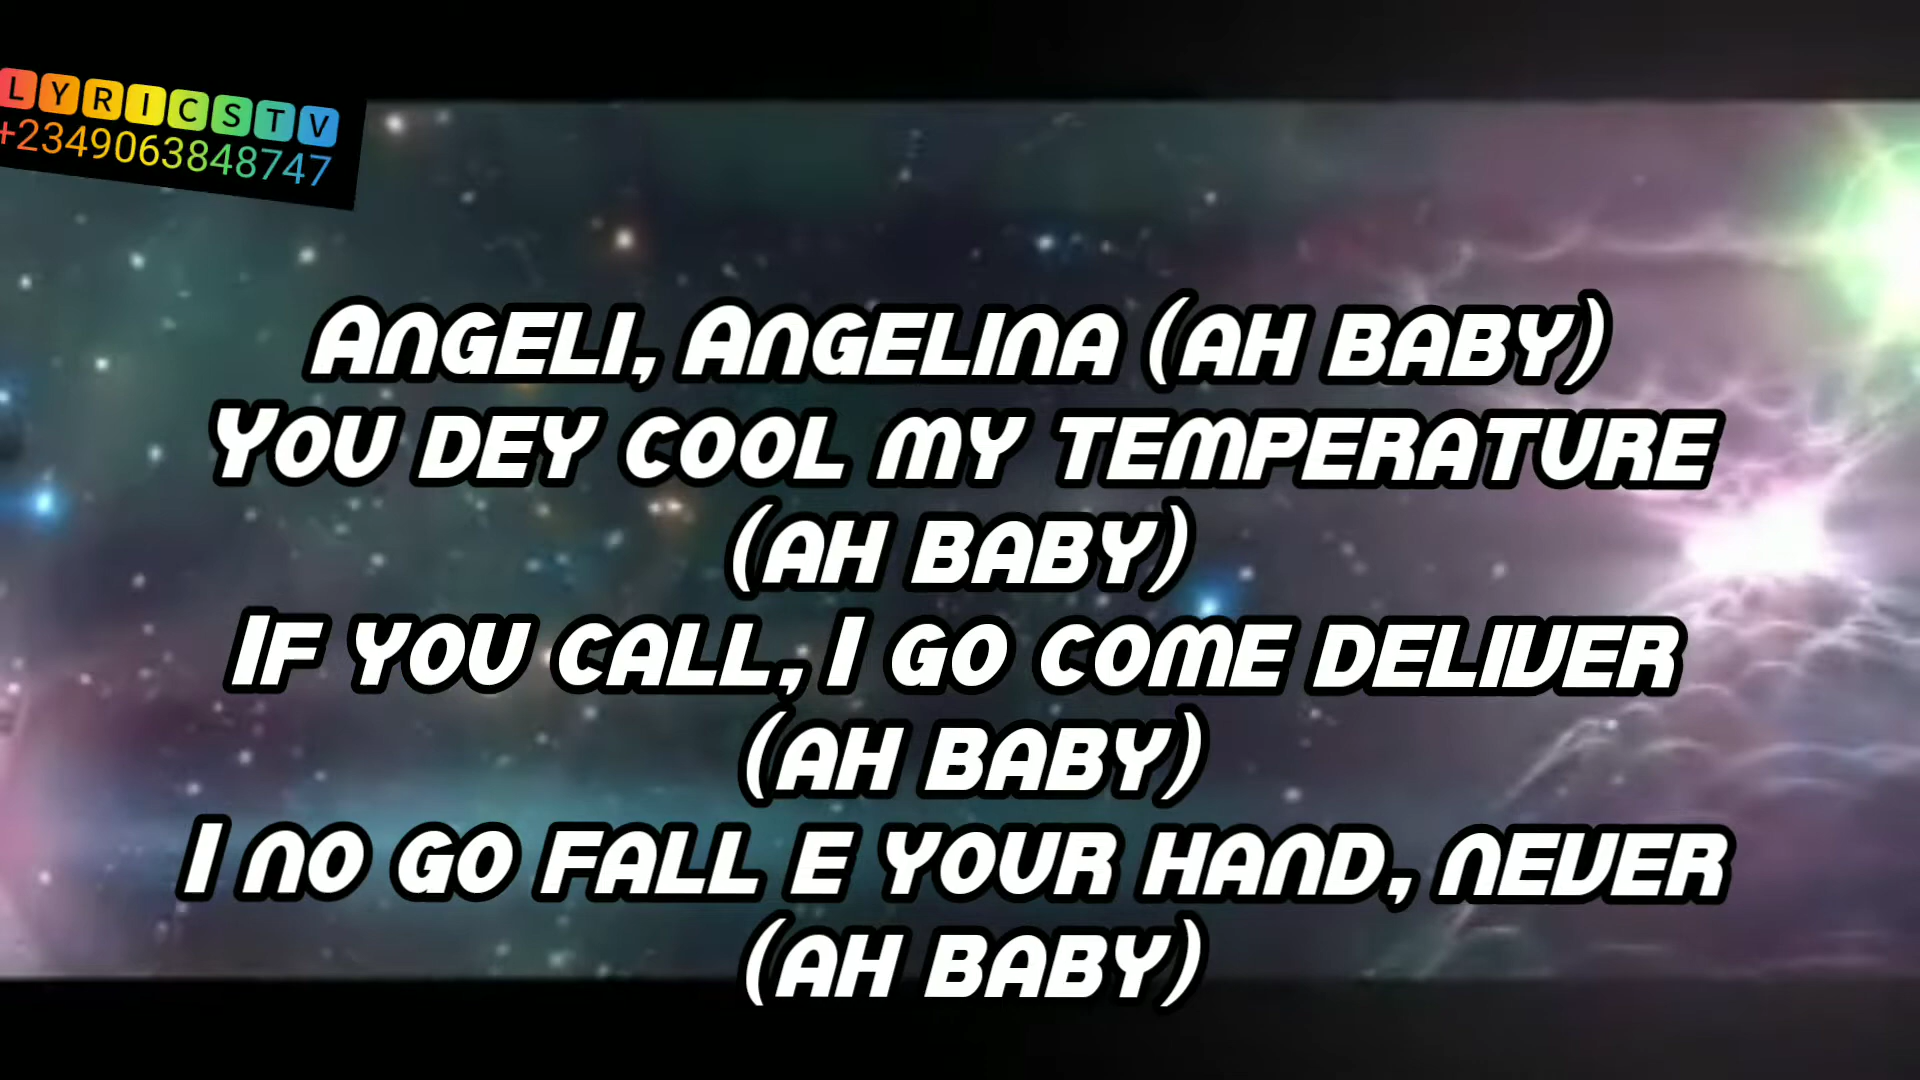 LYRICSTV
+2349063848747
ANGELI, ANGELINA (AH BABY)
YOU DEY COOL MY TEMPERATURE
(AH BABY)
IF YOU CALL, I GO COME DELIVER
(AH BABY)
I NO GO FALL E YOUR HAND, NEVER
(AH BABY)